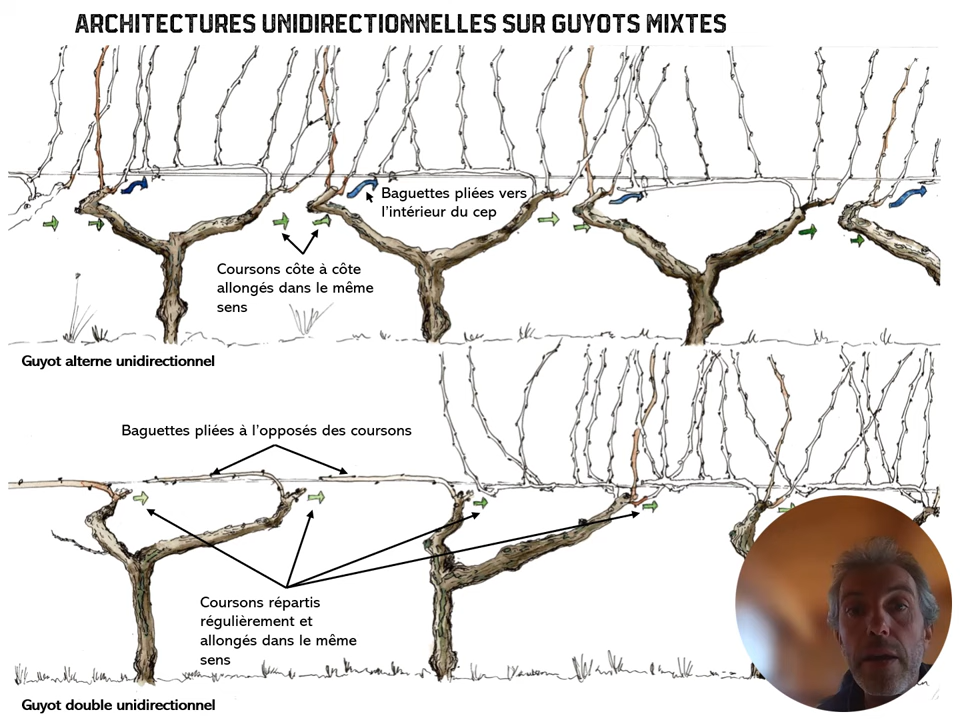 ARCHITECTURES UNIDIRECTIONNELLES SUR GUYOTS MIXTES
Baguettes pliées vers
l'intérieur du cep
Coursons côte à côte
allongés dans le même
sens
Guyot alterne unidirectionnel
Baguettes pliées à l'opposés des coursons
Coursons répartis
régulièrement et
allongés dans le même
sens
Guyot double unidirectionnel